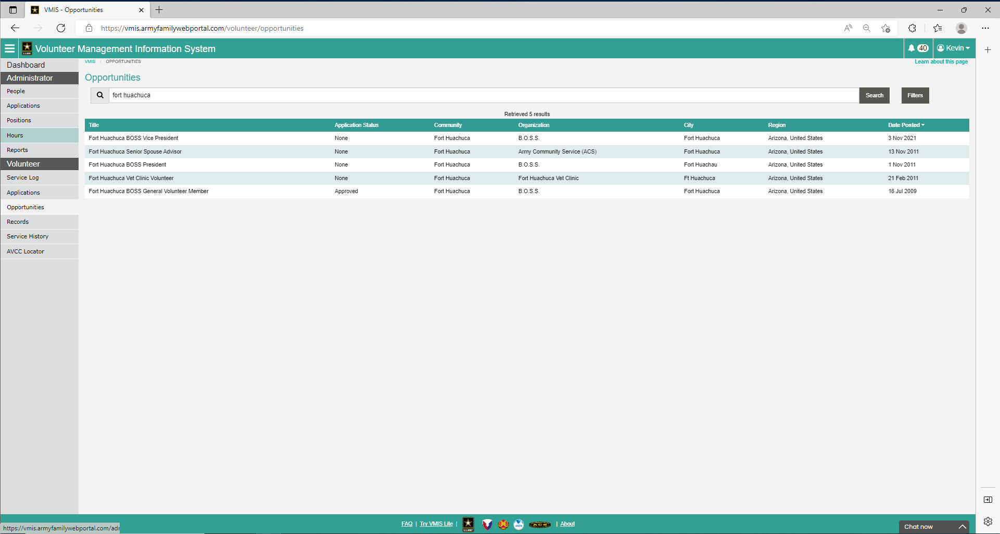 VMIS - Opportunities
https://vmis.armyfamilywebportal.com/volunteer/opportunities
Volunteer Management Information System
40
Kevin
Dashboard
Administrator
People
Applications
Positions
Hours
Reports
Volunteer
Service Log
Applications
Opportunities
Records
Service History
AVCC Locator
VMIS / OPPORTUNITIES
Learn about this page
Opportunities
fort huachuca
Search
Filters
Retrieved 5 results
Title Application Status Community Organization City Region Date Posted
Fort Huachuca BOSS Vice President None Fort Huachuca B.O.S.S. Fort Huachuca Arizona, United States 3 Nov 2021
Fort Huachuca Senior Spouse Advisor None Fort Huachuca Army Community Service (ACS) Fort Huachuca Arizona, United States 13 Nov 2011
Fort Huachuca BOSS President None Fort Huachuca B.O.S.S. Fort Huachau Arizona, United States 1 Nov 2011
Fort Huachuca Vet Clinic Volunteer None Fort Huachuca Fort Huachuca Vet Clinic Ft Huachuca Arizona, United States 21 Feb 2011
Fort Huachuca BOSS General Volunteer Member Approved Fort Huachuca B.O.S.S. Fort Huachuca Arizona, United States 16 Jul 2009
FAQ | Try VMIS Lite | U.S.ARMY ACS | About
https://vmis.armyfamilywebportal.com/adr
Chat now